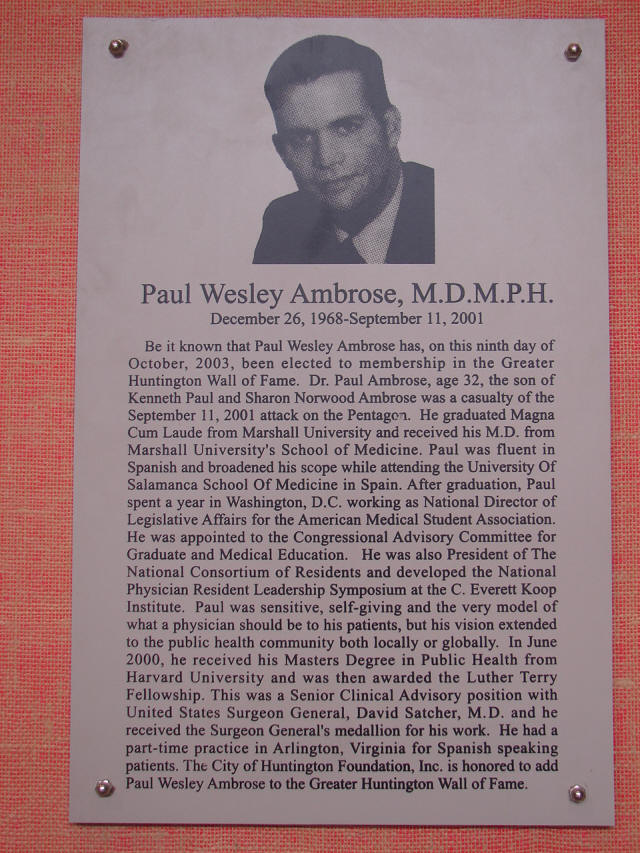 Paul Wesley Ambrose, M.D.M.P.H.
December 26, 1968-September 11, 2001
Be it known that Paul Wesley Ambrose has, on this ninth day of
October, 2003, been elected to membership in the Greater
Huntington Wall of Fame. Dr. Paul Ambrose, age 32, the son of
Kenneth Paul and Sharon Norwood Ambrose was a casualty of the
September 11, 2001 attack on the Pentagon. He graduated Magna
Cum Laude from Marshall University and received his M.D. from
Marshall University's School of Medicine. Paul was fluent in
Spanish and broadened his scope while attending the University Of
Salamanca School Of Medicine in Spain. After graduation, Paul
spent a year in Washington, D.C. working as National Director of
Legislative Affairs for the American Medical Student Association.
He was appointed to the Congressional Advisory Committee for
Graduate and Medical Education. He was also President of The
National Consortium of Residents and developed the National
Physician Resident Leadership Symposium at the C. Everett Koop
Institute. Paul was sensitive, self-giving and the very model of
what a physician should be to his patients, but his vision extended
to the public health community both locally or globally. In June
2000, he received his Masters Degree in Public Health from
Harvard University and was then awarded the Luther Terry
Fellowship. This was a Senior Clinical Advisory position with
United States Surgeon General, David Satcher, M.D. and he
received the Surgeon General's medallion for his work. He had a
part-time practice in Arlington, Virginia for Spanish speaking
patients. The City of Huntington Foundation, Inc. is honored to add
Paul Wesley Ambrose to the Greater Huntington Wall of Fame.